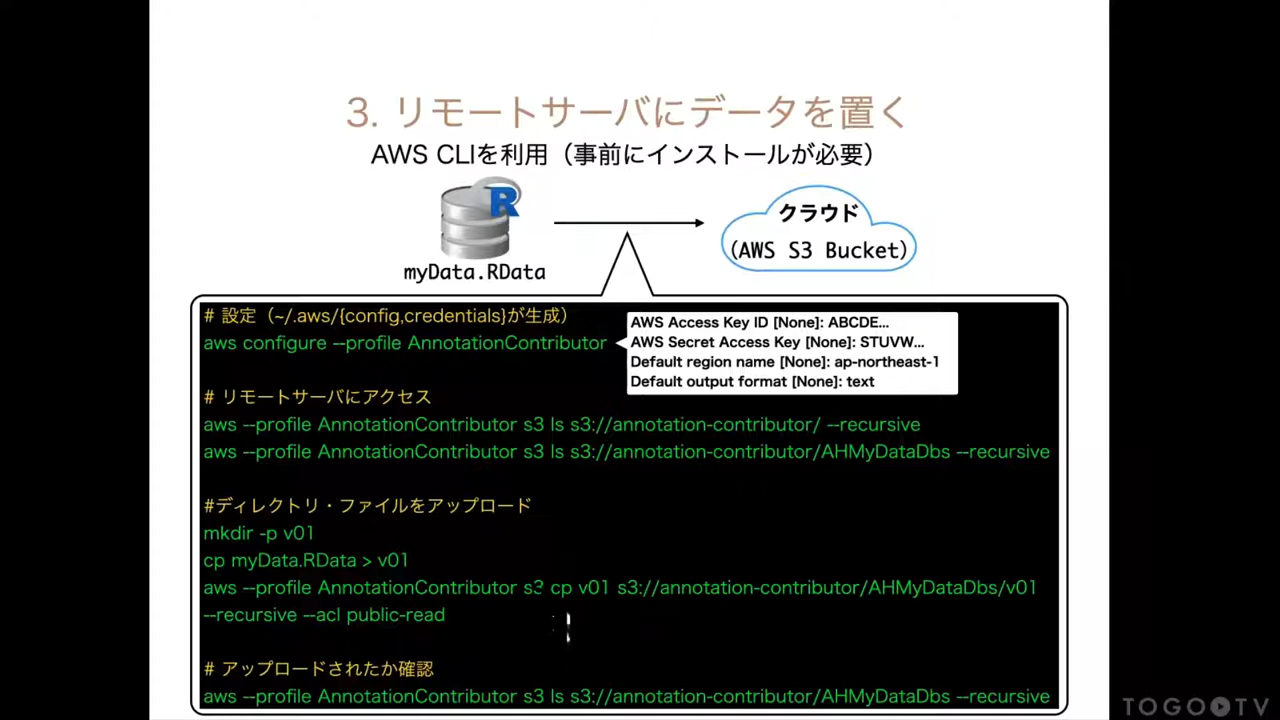 3. リモートサーバにデータを置く
AWS CLIを利用（事前にインストールが必要）
R
クラウド
(AWS S3 Bucket)
myData.RData
# 設定（~/.aws/{config,credentials}が生成）
aws configure --profile AnnotationContributor
AWS Access Key ID [None]: ABCDE...
AWS Secret Access Key [None]: STUVW...
Default region name [None]: ap-northeast-1
Default output format [None]: text
# リモートサーバにアクセス
aws --profile AnnotationContributor s3 ls s3://annotation-contributor/ --recursive
aws --profile AnnotationContributor s3 ls s3://annotation-contributor/AHMyDataDbs --recursive
#ディレクトリ・ファイルをアップロード
mkdir -p v01
cp myData.RData > v01
aws --profile AnnotationContributor s3 cp v01 s3://annotation-contributor/AHMyDataDbs/v01
--recursive --acl public-read
# アップロードされたか確認
aws --profile AnnotationContributor s3 ls s3://annotation-contributor/AHMyDataDbs --recursive
TOGOTV